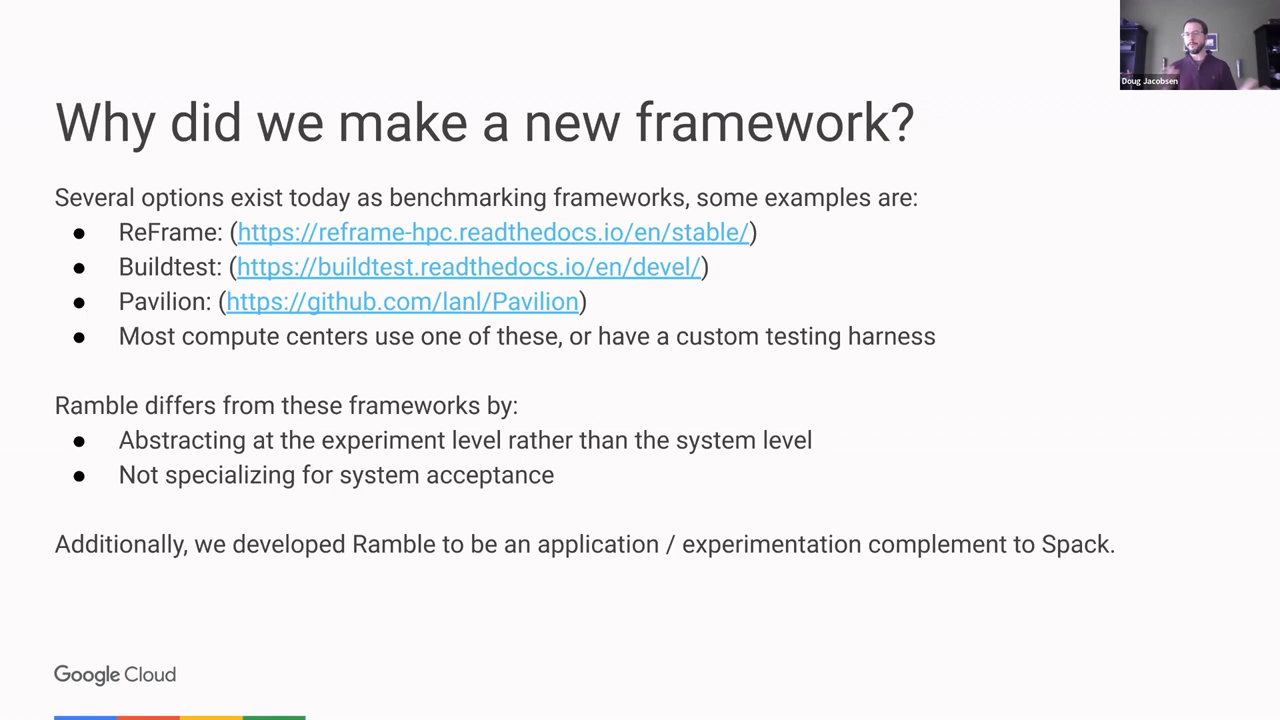 Doug Jacobsen
Why did we make a new framework?
Several options exist today as benchmarking frameworks, some examples are:
● ReFrame: (https://reframe-hpc.readthedocs.io/en/stable/)
● Buildtest: (https://buildtest.readthedocs.io/en/devel/)
● Pavilion: (https://github.com/lanl/Pavilion)
● Most compute centers use one of these, or have a custom testing harness
Ramble differs from these frameworks by:
● Abstracting at the experiment level rather than the system level
● Not specializing for system acceptance
Additionally, we developed Ramble to be an application / experimentation complement to Spack.
Google Cloud